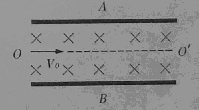 A
× × × × ×
O V₀ O′
× × × × ×
B